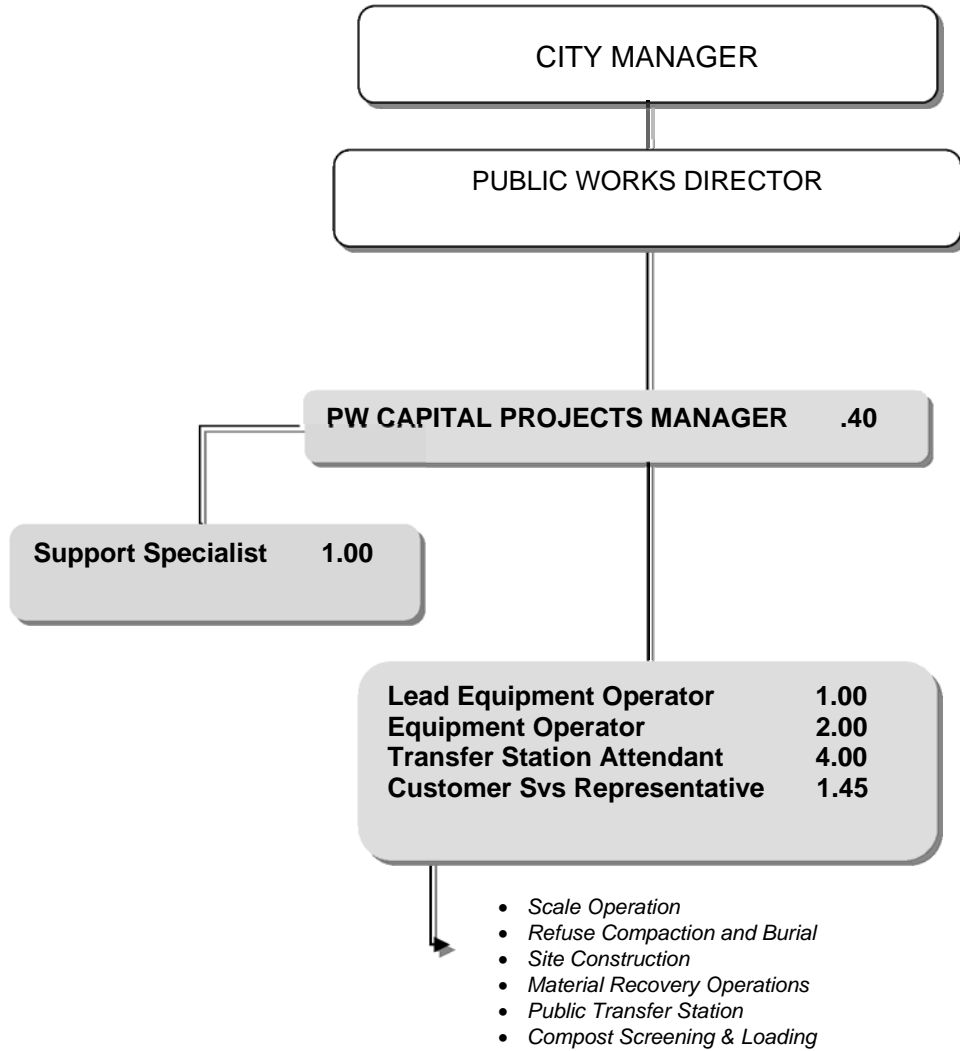 CITY MANAGER
PUBLIC WORKS DIRECTOR
PW CAPITAL PROJECTS MANAGER .40
Support Specialist 1.00
Lead Equipment Operator 1.00
Equipment Operator 2.00
Transfer Station Attendant 4.00
Customer Svs Representative 1.45
• Scale Operation
• Refuse Compaction and Burial
• Site Construction
• Material Recovery Operations
• Public Transfer Station
• Compost Screening & Loading